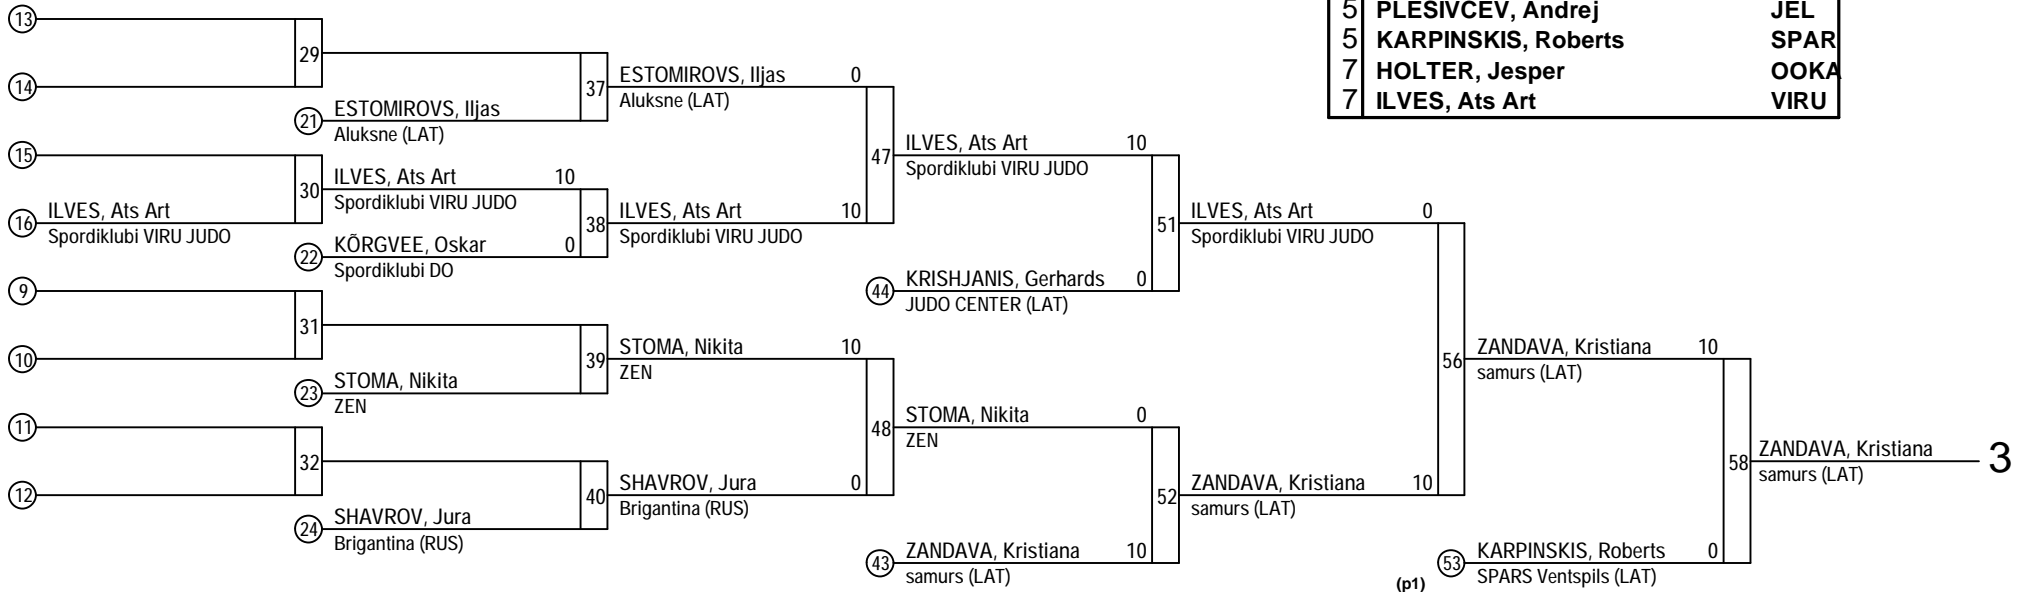 5 PLESIVCEV, Andrej JEL
5 KARPINSKIS, Roberts SPAR
7 HOLTER, Jesper OOKA
7 ILVES, Ats Art VIRU
13
29
14
37
ESTOMIROVS, Iljas 0
Aluksne (LAT)
21 ESTOMIROVS, Iljas
Aluksne (LAT)
47
ILVES, Ats Art 10
Spordiklubi VIRU JUDO
15
30
ILVES, Ats Art 10
Spordiklubi VIRU JUDO
16 ILVES, Ats Art
Spordiklubi VIRU JUDO
38
ILVES, Ats Art 10
Spordiklubi VIRU JUDO
22 KÕRGVEE, Oskar 0
Spordiklubi DO
51
ILVES, Ats Art 0
Spordiklubi VIRU JUDO
44 KRISHJANIS, Gerhards 0
JUDO CENTER (LAT)
9
31
10
39
STOMA, Nikita 10
ZEN
23 STOMA, Nikita
ZEN
56
ZANDAVA, Kristiana 10
samurs (LAT)
11
32
12
48
STOMA, Nikita 0
ZEN
40
SHAVROV, Jura 0
Brigantina (RUS)
24 SHAVROV, Jura
Brigantina (RUS)
52
ZANDAVA, Kristiana 10
samurs (LAT)
43 ZANDAVA, Kristiana 10
samurs (LAT)
58
ZANDAVA, Kristiana 3
samurs (LAT)
53 KARPINSKIS, Roberts 0
SPARS Ventspils (LAT)
(p1)